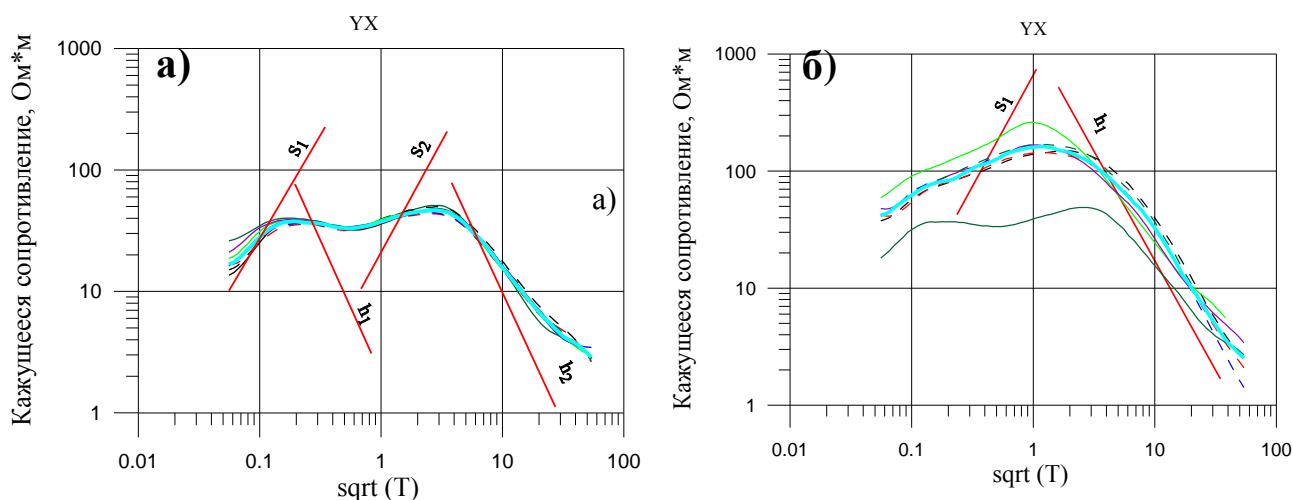 YX
Кажущееся сопротивление, Ом*м
1000
100
10
1
а)
s1
s2
а)
h1
h2
0.01
0.1
1
10
100
sqrt (T)
YX
Кажущееся сопротивление, Ом*м
1000
100
10
1
б)
s1
h1
0.01
0.1
1
10
100
sqrt (T)